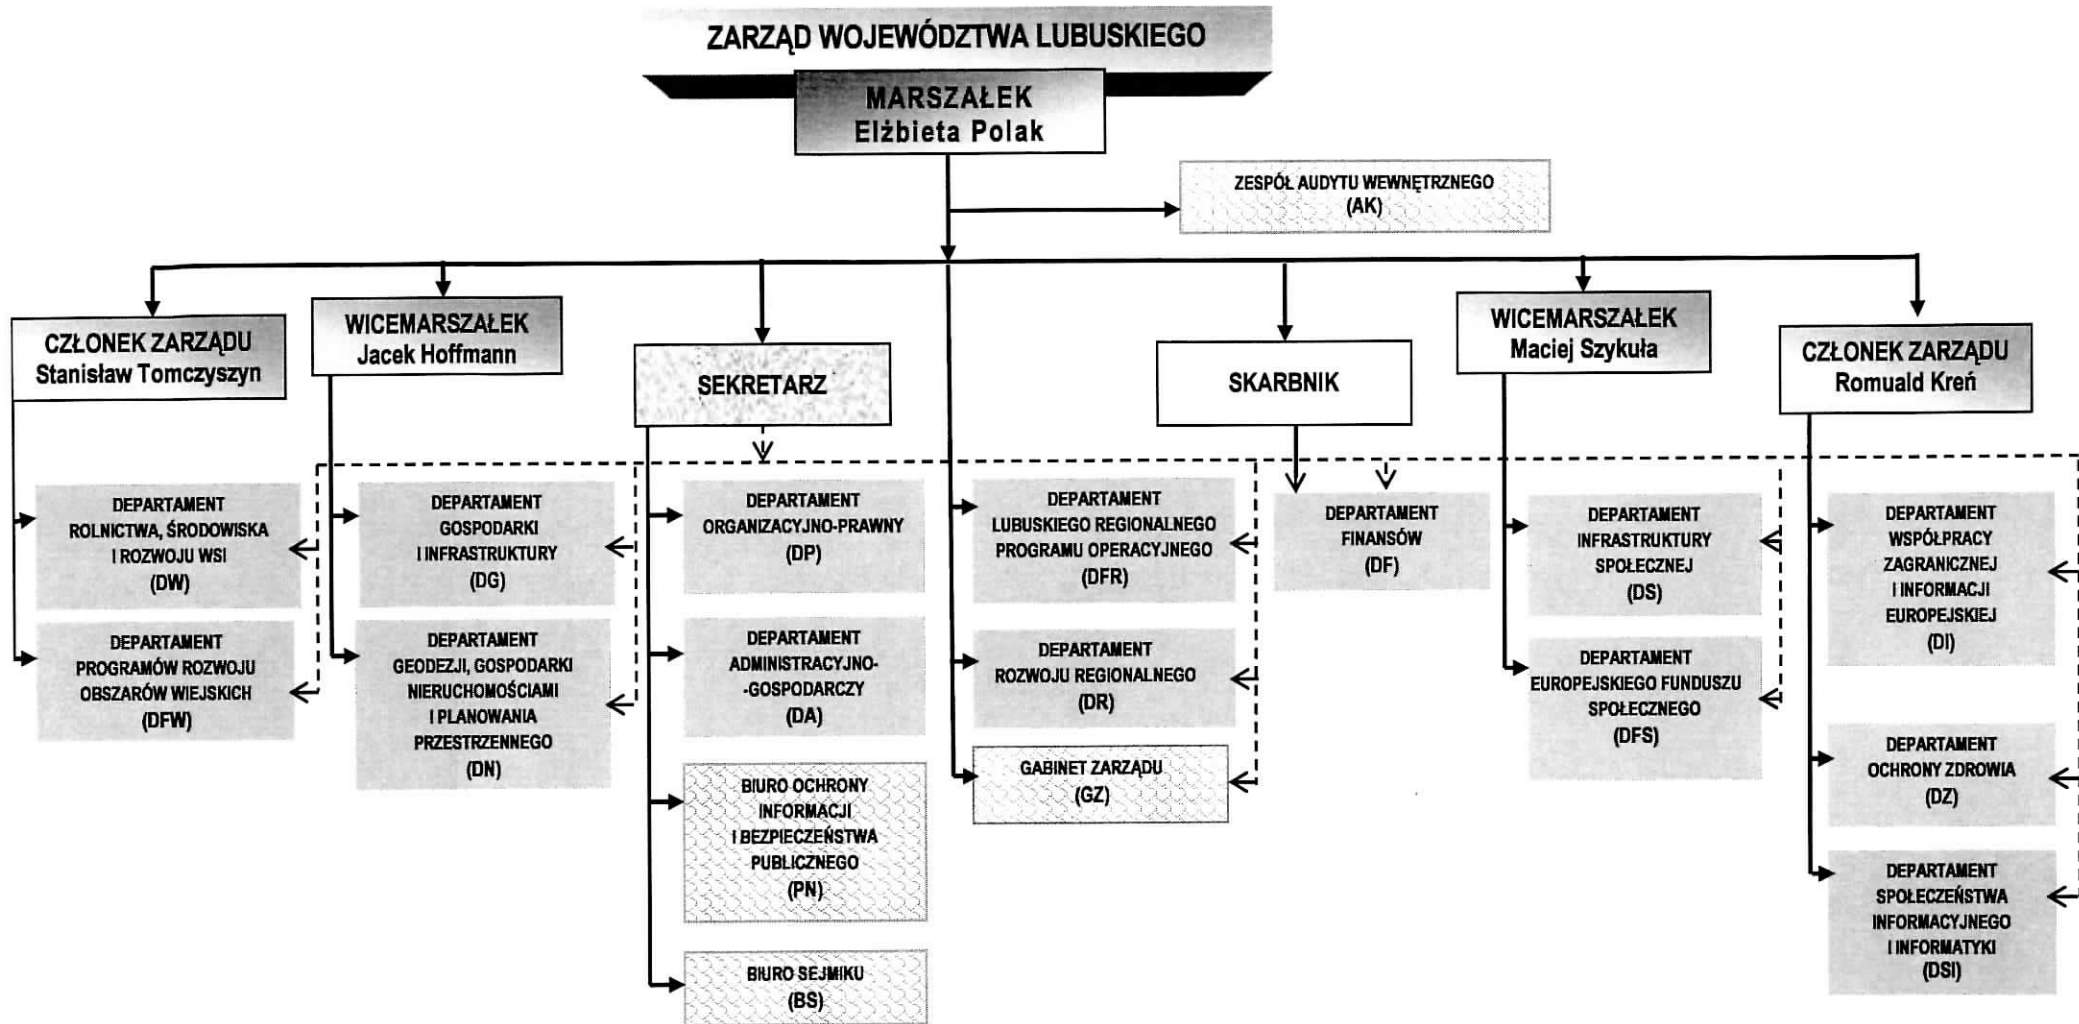 ZARZĄD WOJEWÓDZTWA LUBUSKIEGO
MARSZAŁEK
Elżbieta Polak
ZESPÓŁ AUDYTU WEWNĘTRZNEGO
(AK)
CZŁONEK ZARZĄDU
Stanisław Tomczyszyn
WICEMARSZAŁEK
Jacek Hoffmann
SEKRETARZ
SKARBNIK
WICEMARSZAŁEK
Maciej Szykuła
CZŁONEK ZARZĄDU
Romuald Kreń
DEPARTAMENT
ROLNICTWA, ŚRODOWISKA
I ROZWOJU WSI
(DW)
DEPARTAMENT
PROGRAMÓW ROZWOJU
OBSZARÓW WIEJSKICH
(DFW)
DEPARTAMENT
GOSPODARKI
I INFRASTRUKTURY
(DG)
DEPARTAMENT
GEODEZJI, GOSPODARKI
NIERUCHOMOŚCIAMI
I PLANOWANIA
PRZESTRZENNEGO
(DN)
DEPARTAMENT
ORGANIZACYJNO-PRAWNY
(DP)
DEPARTAMENT
ADMINISTRACYJNO-
-GOSPODARCZY
(DA)
BIURO OCHRONY
INFORMACJI
I BEZPIECZEŃSTWA
PUBLICZNEGO
(PN)
BIURO SEJMIKU
(BS)
DEPARTAMENT
LUBUSKIEGO REGIONALNEGO
PROGRAMU OPERACYJNEGO
(DFR)
DEPARTAMENT
ROZWOJU REGIONALNEGO
(DR)
GABINET ZARZĄDU
(GZ)
DEPARTAMENT
FINANSÓW
(DF)
DEPARTAMENT
INFRASTRUKTURY
SPOŁECZNEJ
(DS)
DEPARTAMENT
EUROPEJSKIEGO FUNDUSZU
SPOŁECZNEGO
(DFS)
DEPARTAMENT
WSPÓŁPRACY
ZAGRANICZNEJ
I INFORMACJI
EUROPEJSKIEJ
(DI)
DEPARTAMENT
OCHRONY ZDROWIA
(DZ)
DEPARTAMENT
SPOŁECZEŃSTWA
INFORMACYJNEGO
I INFORMATYKI
(DSI)